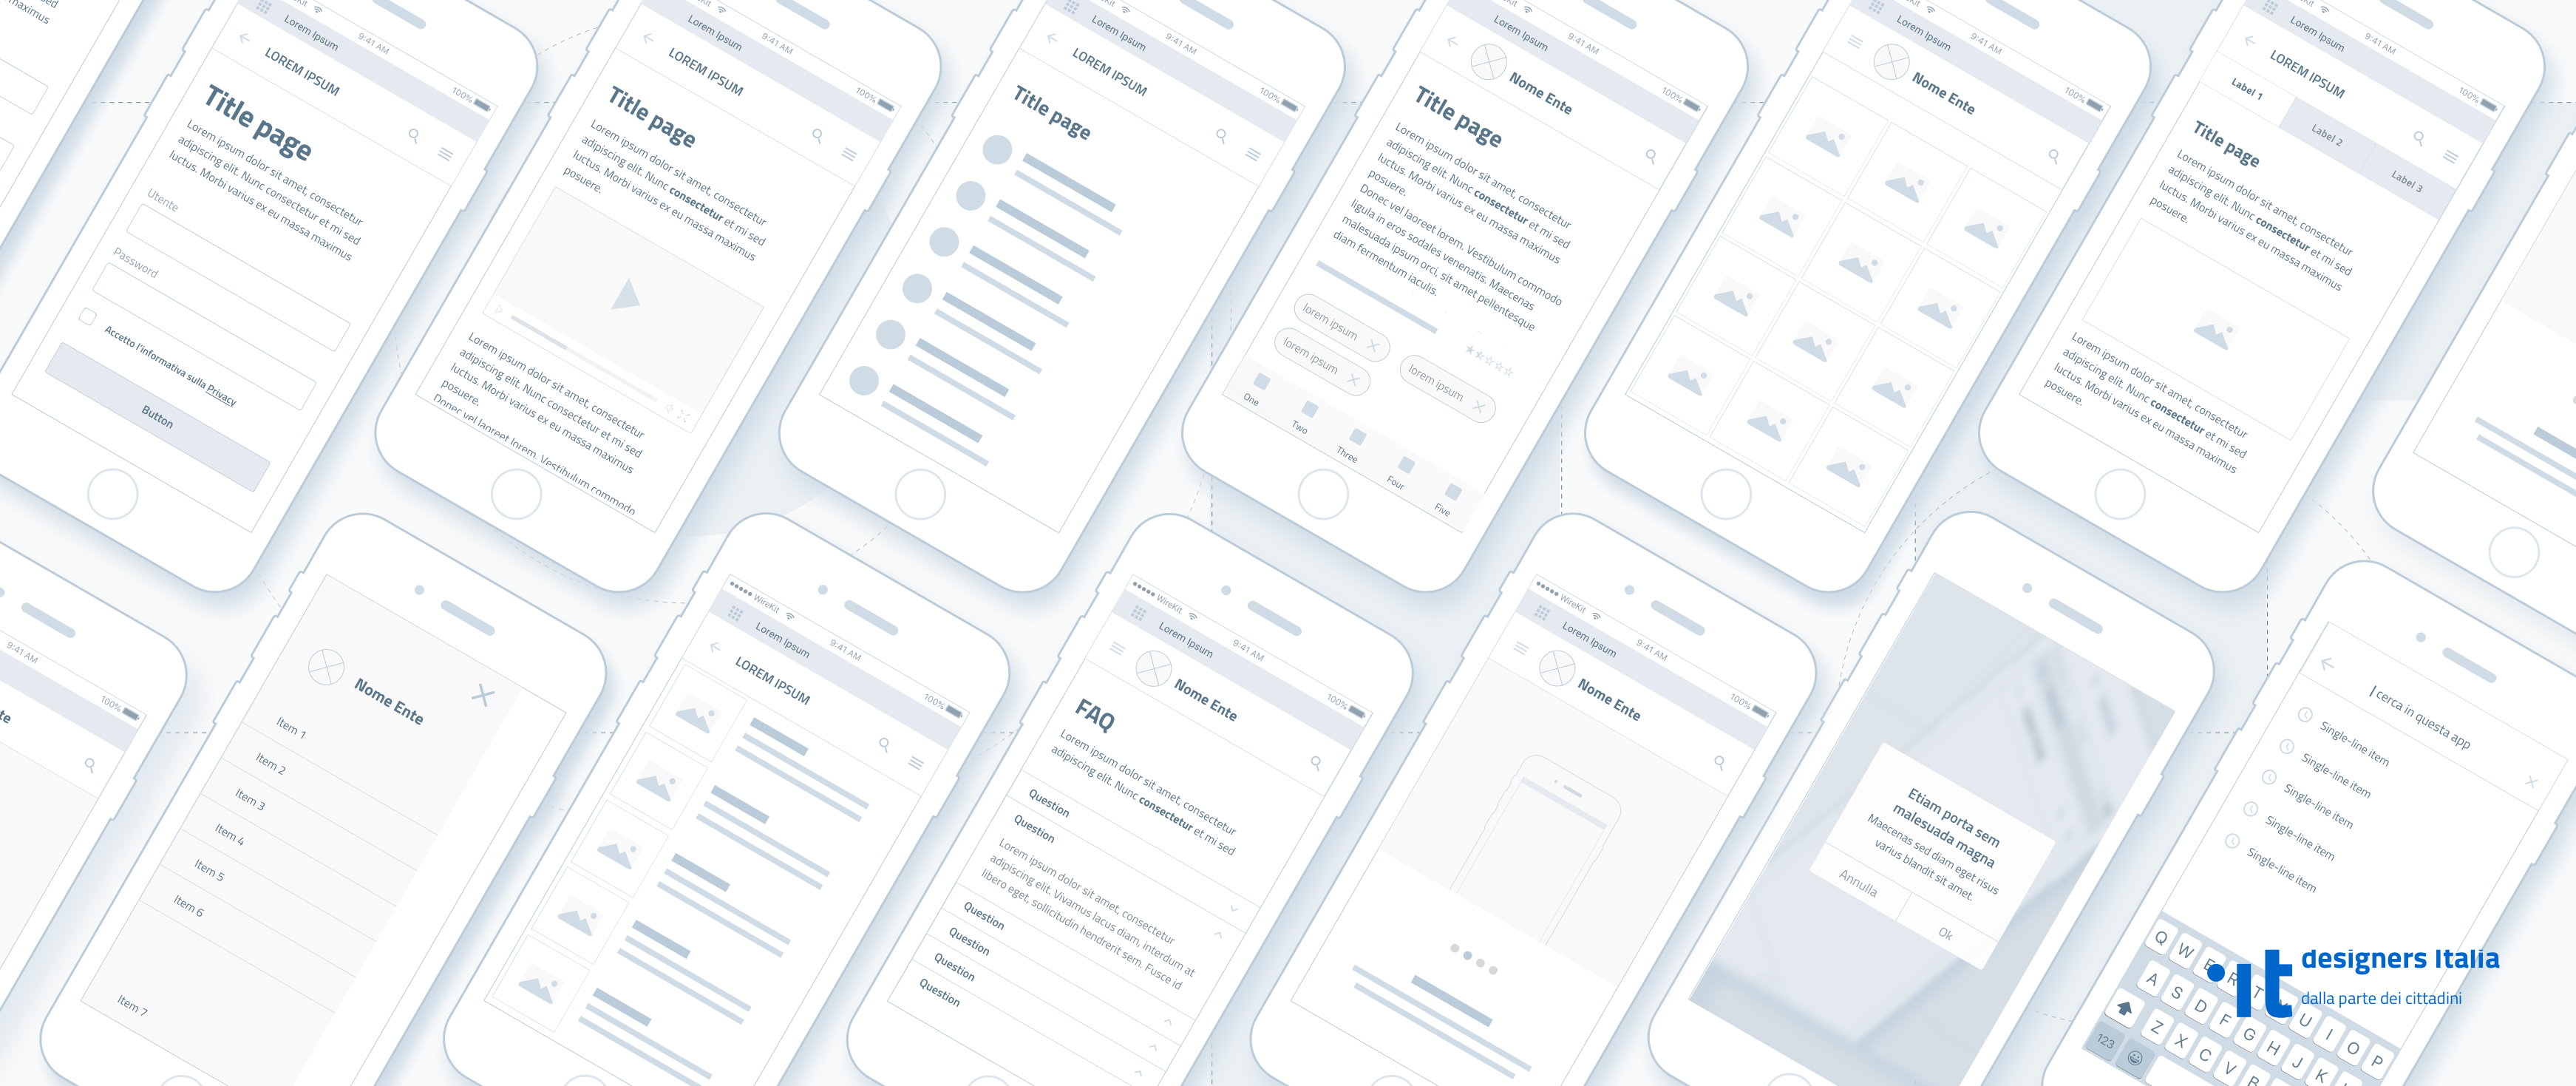 maximus
Lorem Ipsum
9:41 AM
100%
LOREM IPSUM
Title page
Lorem ipsum dolor sit amet, consectetur
adipiscing elit. Nunc consectetur et mi sed
luctus. Morbi varius ex eu massa maximus
Utente
Password
Accetto l'informativa sulla Privacy
Button
Lorem Ipsum
9:41 AM
100%
LOREM IPSUM
Title page
Lorem ipsum dolor sit amet, consectetur
adipiscing elit. Nunc consectetur et mi sed
luctus. Morbi varius ex eu massa maximus
posuere.
Lorem ipsum dolor sit amet, consectetur
adipiscing elit. Nunc consectetur et mi sed
luctus. Morbi varius ex eu massa maximus
posuere.
Donec vel laoreet lorem. Vestibulum commodo
Lorem Ipsum
9:41 AM
100%
LOREM IPSUM
Title page
Lorem Ipsum
9:41 AM
100%
Nome Ente
Title page
Lorem ipsum dolor sit amet, consectetur
adipiscing elit. Nunc consectetur et mi sed
luctus. Morbi varius ex eu massa maximus
posuere.
Donec vel laoreet lorem. Vestibulum commodo
ligula in eros sodales venenatis. Maecenas
malesuada ipsum orci, sit amet pellentesque
diam fermentum iaculis.
lorem ipsum
lorem ipsum
lorem ipsum
One
Two
Three
Four
Five
Lorem Ipsum
9:41 AM
100%
Nome Ente
Lorem Ipsum
9:41 AM
100%
LOREM IPSUM
Label 1
Label 2
Label 3
Title page
Lorem ipsum dolor sit amet, consectetur
adipiscing elit. Nunc consectetur et mi sed
luctus. Morbi varius ex eu massa maximus
posuere.
Lorem ipsum dolor sit amet, consectetur
adipiscing elit. Nunc consectetur et mi sed
luctus. Morbi varius ex eu massa maximus
posuere.
9:41 AM
100%
Nome Ente
Item 1
Item 2
Item 3
Item 4
Item 5
Item 6
Item 7
WireKit
9:41 AM
100%
Lorem Ipsum
LOREM IPSUM
WireKit
9:41 AM
100%
Lorem Ipsum
Nome Ente
FAQ
Lorem ipsum dolor sit amet, consectetur
adipiscing elit. Nunc consectetur et mi sed
Question
Question
Lorem ipsum dolor sit amet, consectetur
adipiscing elit. Vivamus lacus diam, interdum at
libero eget, sollicitudin hendrerit sem. Fusce id
Question
Question
Question
Question
WireKit
9:41 AM
100%
Lorem Ipsum
Nome Ente
Etiam porta sem
malesuada magna
Maecenas sed diam eget risus
varius blandit sit amet.
Annulla
Ok
cerca in questa app
Single-line item
Single-line item
Single-line item
Single-line item
Single-line item
Q W E R T Y U I O P
A S D F G H J K
Z X C V B
123
.it
designers Italia
dalla parte dei cittadini